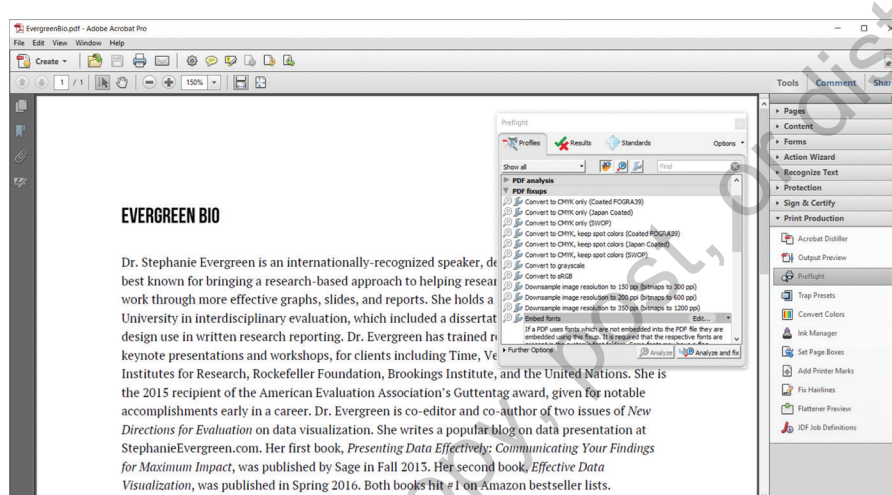 EvergreenBio.pdf - Adobe Acrobat Pro
File Edit View Window Help
Create
1 / 1 150%
Tools Comment Shar
Pages
Content
Forms
Action Wizard
Recognize Text
Protection
Sign & Certify
Print Production
Acrobat Distiller
Output Preview
Preflight
Trap Presets
Convert Colors
Ink Manager
Set Page Boxes
Add Printer Marks
Fix Hairlines
Flattener Preview
JDF Job Definitions
Preflight
Profiles Results Standards Options
Show all Find
PDF analysis
PDF fixups
Convert to CMYK only (Coated FOGRA39)
Convert to CMYK only (Japan Coated)
Convert to CMYK only (SWOP)
Convert to CMYK, keep spot colors (Coated FOGRA39)
Convert to CMYK, keep spot colors (Japan Coated)
Convert to CMYK, keep spot colors (SWOP)
Convert to grayscale
Convert to sRGB
Downsample image resolution to 150 ppi (bitmaps to 300 ppi)
Downsample image resolution to 200 ppi (bitmaps to 600 ppi)
Downsample image resolution to 350 ppi (bitmaps to 1200 ppi)
Embed fonts Edit...
If a PDF uses fonts which are not embedded into the PDF file they are
embedded using this fixup. It is required that the respective fonts are
Further Options Analyze Analyze and fix
EVERGREEN BIO
Dr. Stephanie Evergreen is an internationally-recognized speaker, de
best known for bringing a research-based approach to helping resear
work through more effective graphs, slides, and reports. She holds a
University in interdisciplinary evaluation, which included a dissertat
design use in written research reporting. Dr. Evergreen has trained r
keynote presentations and workshops, for clients including Time, Ve
Institutes for Research, Rockefeller Foundation, Brookings Institute, and the United Nations. She is
the 2015 recipient of the American Evaluation Association's Guttentag award, given for notable
accomplishments early in a career. Dr. Evergreen is co-editor and co-author of two issues of New
Directions for Evaluation on data visualization. She writes a popular blog on data presentation at
StephanieEvergreen.com. Her first book, Presenting Data Effectively: Communicating Your Findings
for Maximum Impact, was published by Sage in Fall 2013. Her second book, Effective Data
Visualization, was published in Spring 2016. Both books hit #1 on Amazon bestseller lists.
opy, post, or dist